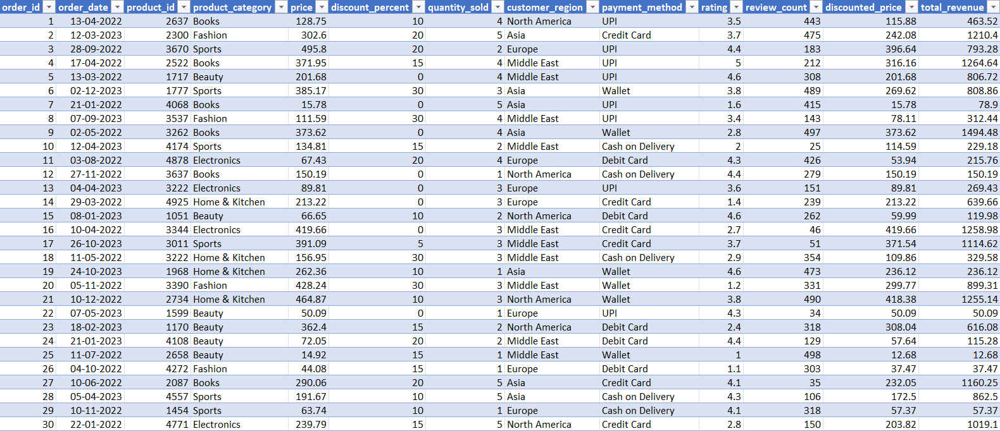 order_id order_date product_id product_category price discount_percent quantity_sold customer_region payment_method rating review_count discounted_price total_revenue
1 13-04-2022 2637 Books 128.75 10 4 North America UPI 3.5 443 115.88 463.52
2 12-03-2023 2300 Fashion 302.6 20 5 Asia Credit Card 3.7 475 242.08 1210.4
3 28-09-2022 3670 Sports 495.8 20 2 Europe UPI 4.4 183 396.64 793.28
4 17-04-2022 2522 Books 371.95 15 4 Middle East UPI 5 212 316.16 1264.64
5 13-03-2022 1717 Beauty 201.68 0 4 Middle East UPI 4.6 308 201.68 806.72
6 02-12-2023 1777 Sports 385.17 30 3 Asia Wallet 3.8 489 269.62 808.86
7 21-01-2022 4068 Books 15.78 0 5 Asia UPI 1.6 415 15.78 78.9
8 07-09-2023 3537 Fashion 111.59 30 4 Middle East UPI 3.4 143 78.11 312.44
9 02-05-2022 3262 Books 373.62 0 4 Asia Wallet 2.8 497 373.62 1494.48
10 12-04-2023 4174 Sports 134.81 15 2 Middle East Cash on Delivery 2 25 114.59 229.18
11 03-08-2022 4878 Electronics 67.43 20 4 Europe Debit Card 4.3 426 53.94 215.76
12 27-11-2022 3637 Books 150.19 0 1 North America Cash on Delivery 4.4 279 150.19 150.19
13 04-04-2023 3222 Electronics 89.81 0 3 Europe UPI 3.6 151 89.81 269.43
14 29-03-2022 4925 Home & Kitchen 213.22 0 3 Europe Credit Card 1.4 239 213.22 639.66
15 08-01-2023 1051 Beauty 66.65 10 2 North America Debit Card 4.6 262 59.99 119.98
16 10-04-2022 3344 Electronics 419.66 0 3 Middle East Credit Card 2.7 46 419.66 1258.98
17 26-10-2023 3011 Sports 391.09 5 3 Middle East Credit Card 3.7 51 371.54 1114.62
18 11-05-2022 3222 Home & Kitchen 156.95 30 3 Middle East Cash on Delivery 2.9 354 109.86 329.58
19 24-10-2023 1968 Home & Kitchen 262.36 10 1 Asia Wallet 4.6 473 236.12 236.12
20 05-11-2022 3390 Fashion 428.24 30 3 Middle East Wallet 1.2 331 299.77 899.31
21 10-12-2022 2734 Home & Kitchen 464.87 10 3 North America Wallet 3.8 490 418.38 1255.14
22 07-05-2023 1599 Beauty 50.09 0 1 Europe UPI 4.3 34 50.09 50.09
23 18-02-2023 1170 Beauty 362.4 15 2 North America Debit Card 2.4 318 308.04 616.08
24 21-01-2023 4108 Beauty 72.05 20 2 Middle East Debit Card 4.4 129 57.64 115.28
25 11-07-2022 2658 Beauty 14.92 15 1 Middle East Wallet 1 498 12.68 12.68
26 04-10-2022 4272 Fashion 44.08 15 1 Europe Debit Card 1.1 303 37.47 37.47
27 10-06-2022 2087 Books 290.06 20 5 Asia Credit Card 4.1 35 232.05 1160.25
28 05-04-2023 4557 Sports 191.67 10 5 Asia Cash on Delivery 4.3 106 172.5 862.5
29 10-11-2022 1454 Sports 63.74 10 1 Europe Cash on Delivery 4.1 318 57.37 57.37
30 22-01-2022 4771 Electronics 239.79 15 5 North America Credit Card 2.8 150 203.82 1019.1